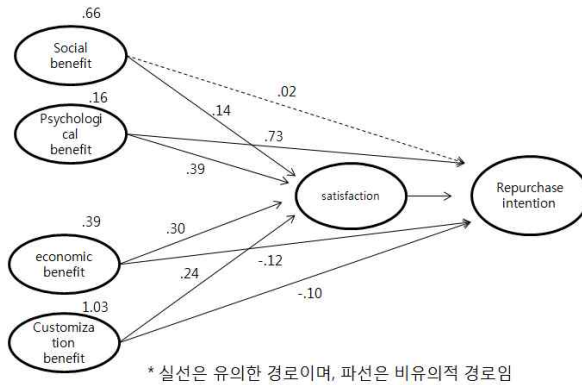 .66
Social
benefit
.02
.14
.16
Psychologi
cal
benefit
.73
.39
satisfaction
Repurchase
intention
.39
.30
economic
benefit
.24
-.12
1.03
-.10
Customiza
tion
benefit
* 실선은 유의한 경로이며, 파선은 비유의적 경로임